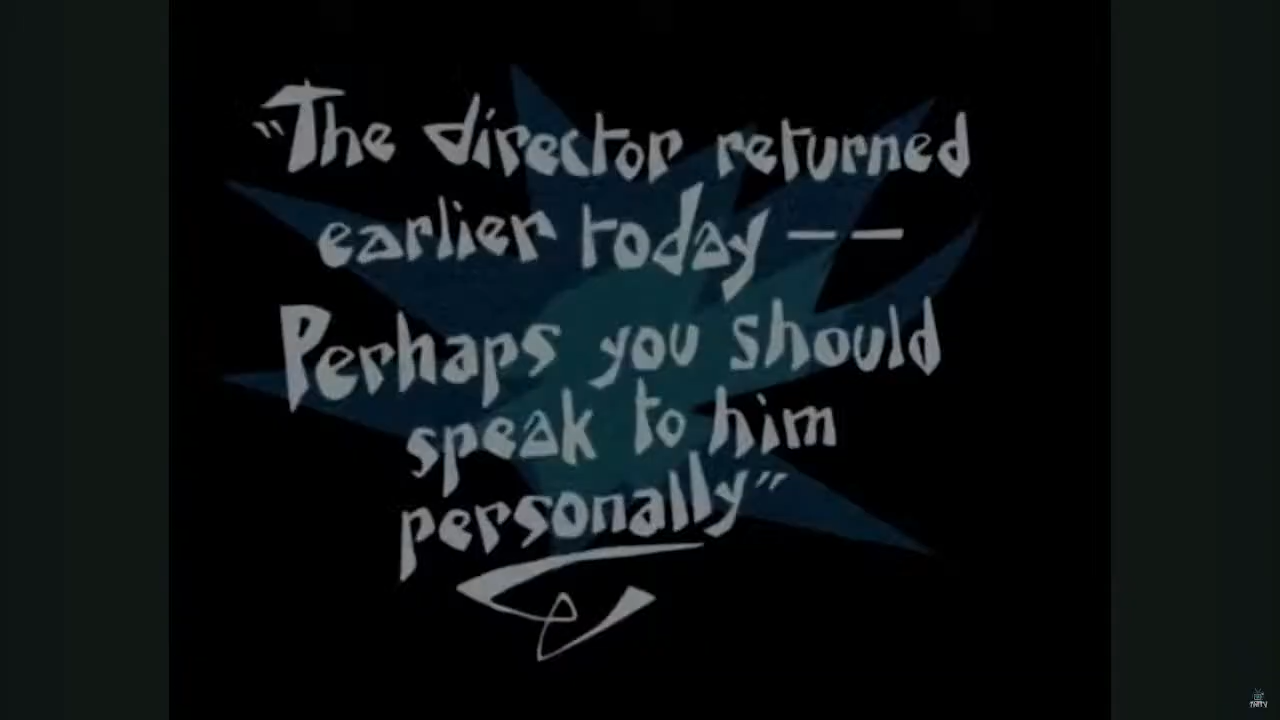 "The director returned
earlier today --
Perhaps you should
speak to him
personally"